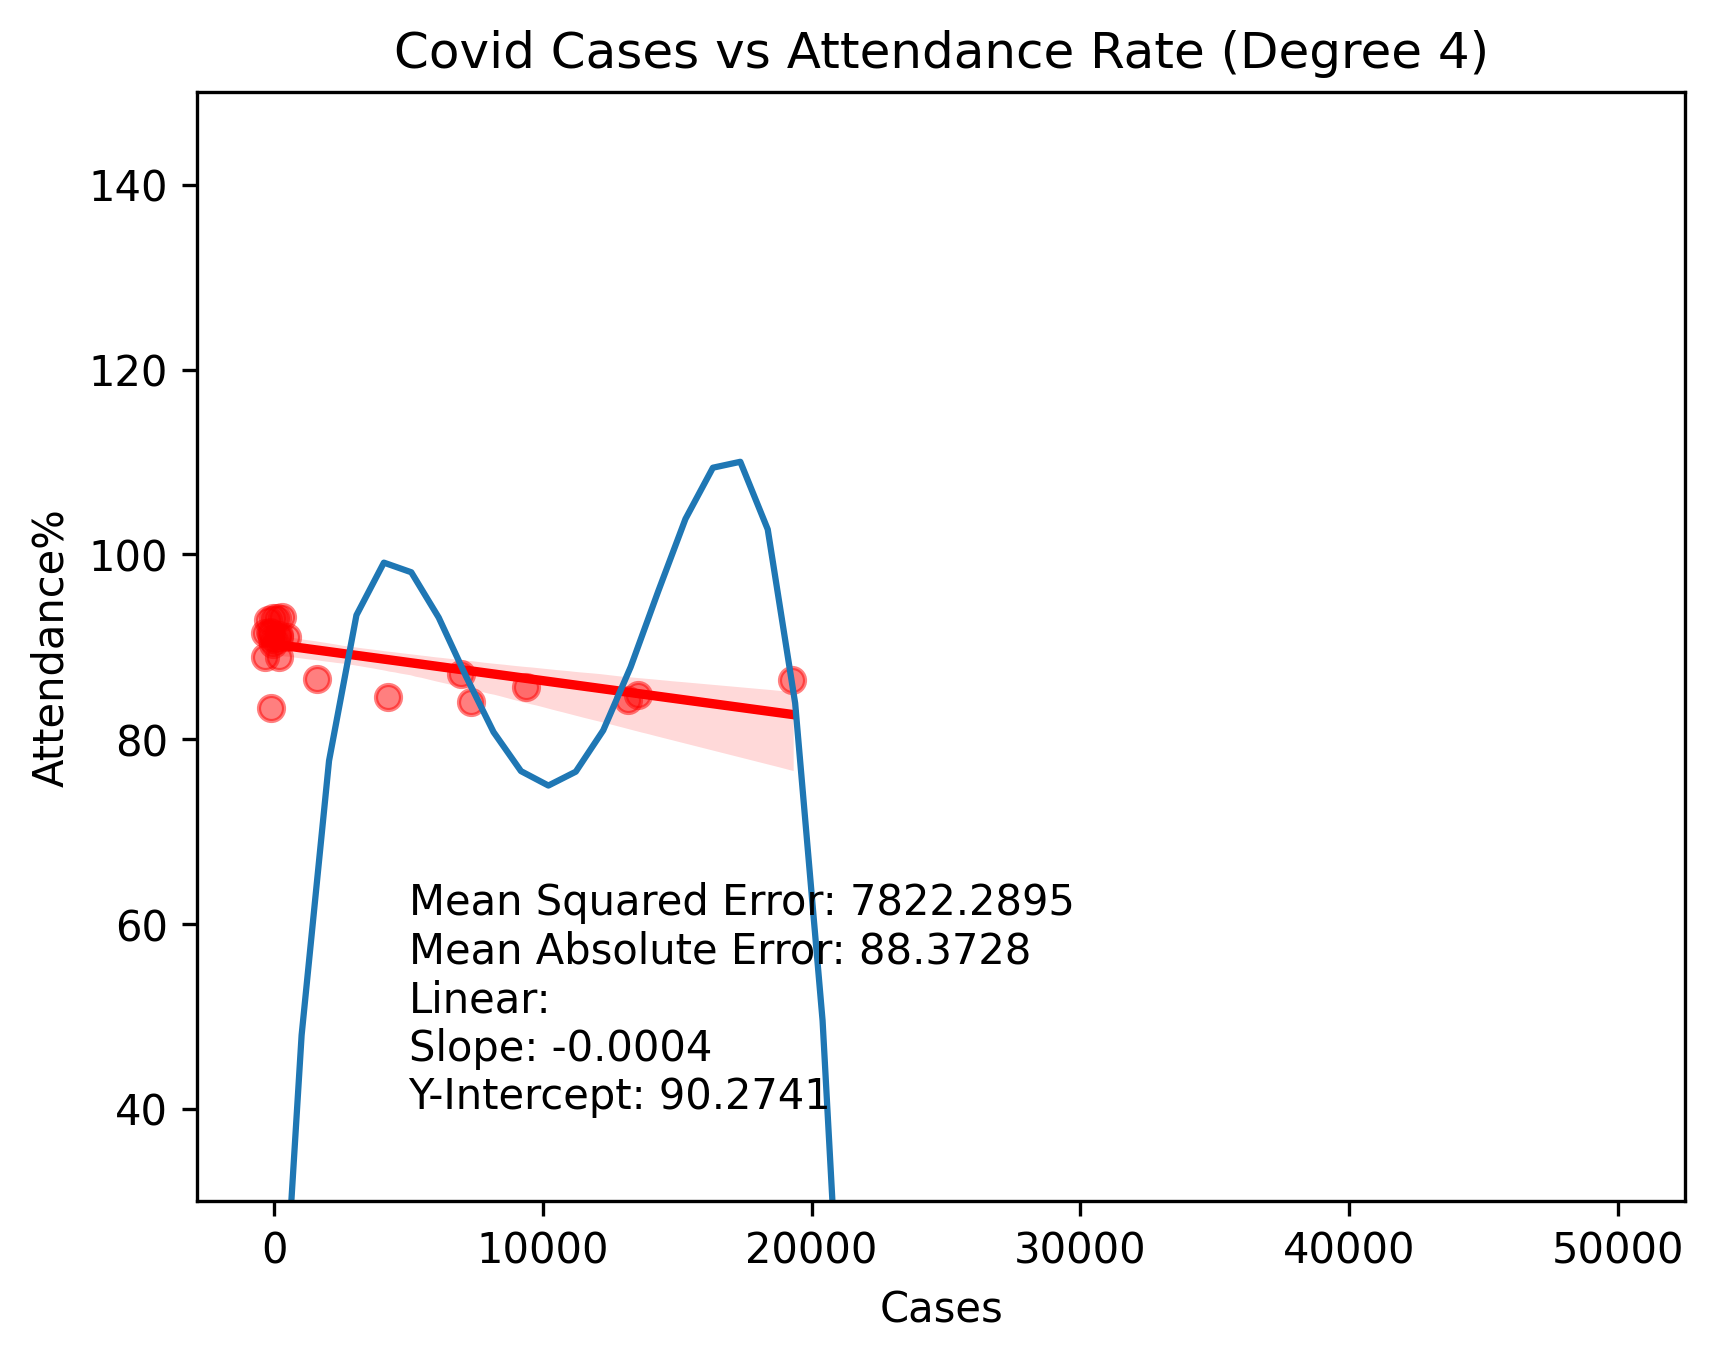 Covid Cases vs Attendance Rate (Degree 4)
140
120
100
80
60
40
Attendance%
Mean Squared Error: 7822.2895
Mean Absolute Error: 88.3728
Linear:
Slope: -0.0004
Y-Intercept: 90.2741
0 10000 20000 30000 40000 50000
Cases